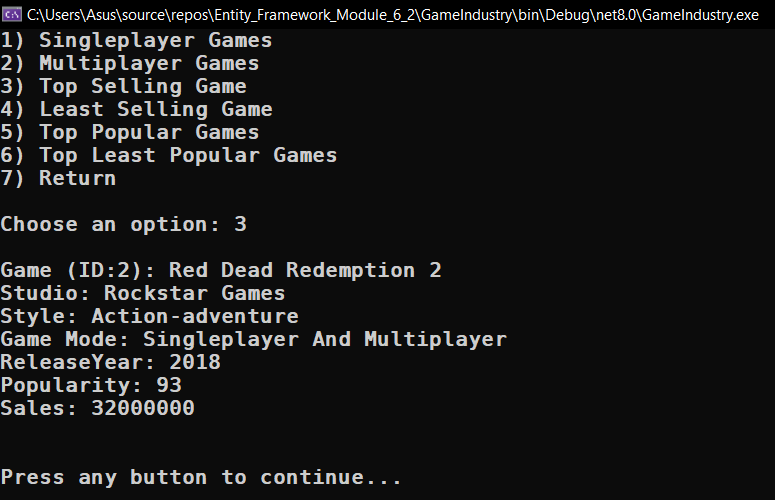 C:\Users\Asus\source\repos\Entity_Framework_Module_6_2\GameIndustry\bin\Debug\net8.0\GameIndustry.exe
1) Singleplayer Games
2) Multiplayer Games
3) Top Selling Game
4) Least Selling Game
5) Top Popular Games
6) Top Least Popular Games
7) Return
Choose an option: 3
Game (ID:2): Red Dead Redemption 2
Studio: Rockstar Games
Style: Action-adventure
Game Mode: Singleplayer And Multiplayer
ReleaseYear: 2018
Popularity: 93
Sales: 32000000
Press any button to continue...